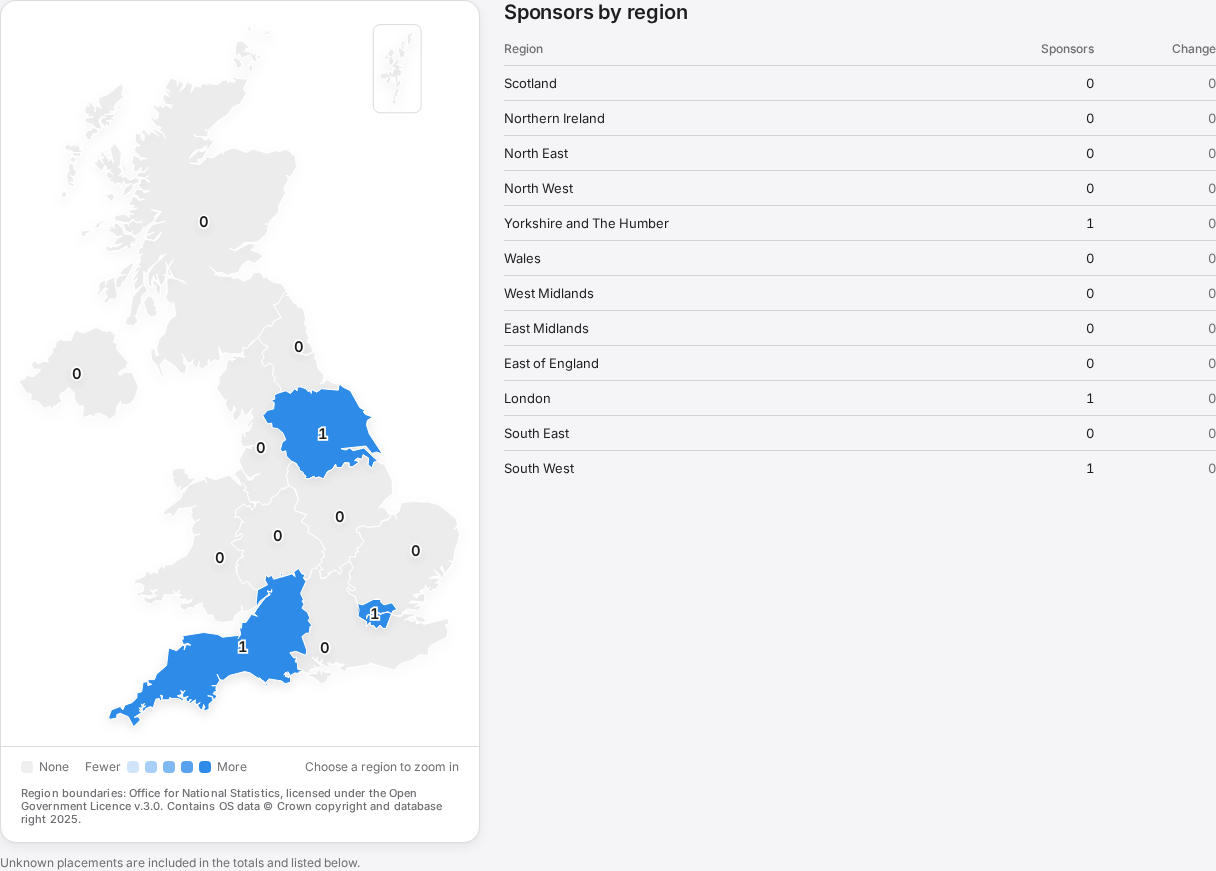 0
0
0
1
0
0
0
0
0
1
1
0
None Fewer More Choose a region to zoom in
Region boundaries: Office for National Statistics, licensed under the Open
Government Licence v.3.0. Contains OS data © Crown copyright and database
right 2025.
Unknown placements are included in the totals and listed below.
Sponsors by region
Region Sponsors Change
Scotland 0 0
Northern Ireland 0 0
North East 0 0
North West 0 0
Yorkshire and The Humber 1 0
Wales 0 0
West Midlands 0 0
East Midlands 0 0
East of England 0 0
London 1 0
South East 0 0
South West 1 0